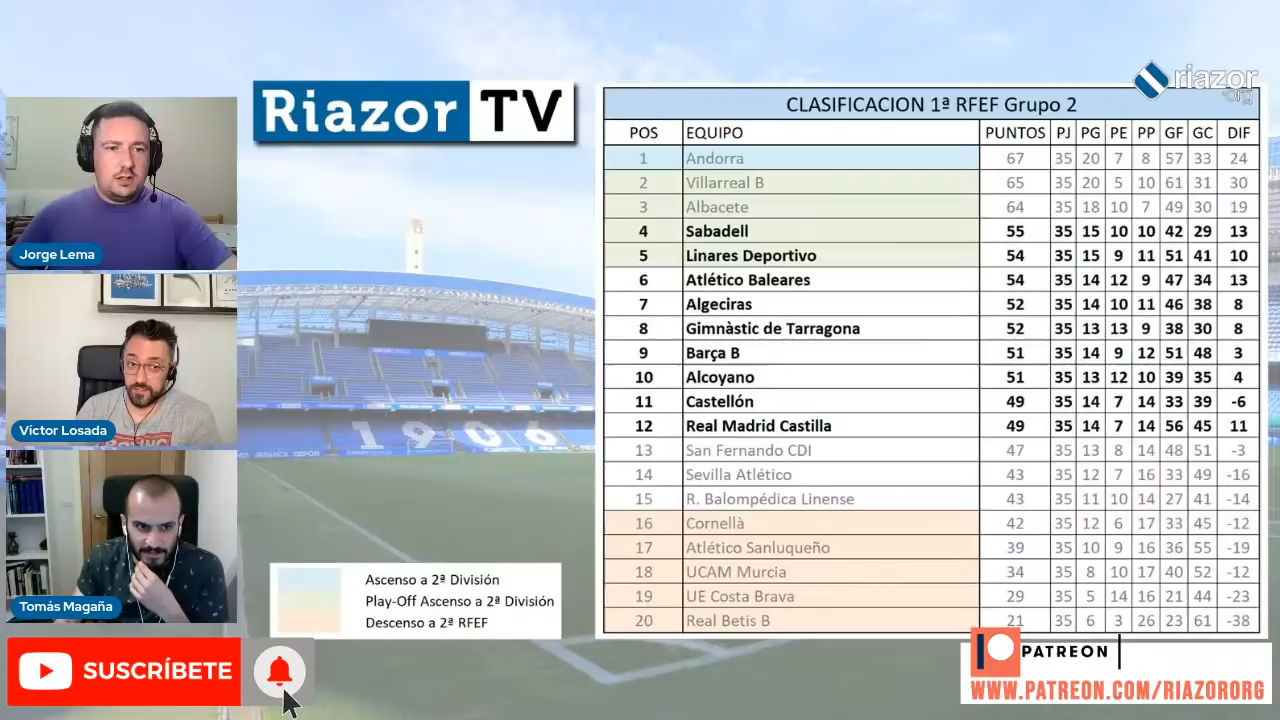 Riazor TV
riazor
.org
CLASIFICACION 1ª RFEF Grupo 2
POS EQUIPO PUNTOS PJ PG PE PP GF GC DIF
1 Andorra 67 35 20 7 8 57 33 24
2 Villarreal B 65 35 20 5 10 61 31 30
3 Albacete 64 35 18 10 7 49 30 19
4 Sabadell 55 35 15 10 10 42 29 13
5 Linares Deportivo 54 35 15 9 11 51 41 10
6 Atlético Baleares 54 35 14 12 9 47 34 13
7 Algeciras 52 35 14 10 11 46 38 8
8 Gimnàstic de Tarragona 52 35 13 13 9 38 30 8
9 Barça B 51 35 14 9 12 51 48 3
10 Alcoyano 51 35 13 12 10 39 35 4
11 Castellón 49 35 14 7 14 33 39 -6
12 Real Madrid Castilla 49 35 14 7 14 56 45 11
13 San Fernando CDI 47 35 13 8 14 48 51 -3
14 Sevilla Atlético 43 35 12 7 16 33 49 -16
15 R. Balompédica Linense 43 35 11 10 14 27 41 -14
16 Cornellà 42 35 12 6 17 33 45 -12
17 Atlético Sanluqueño 39 35 10 9 16 36 55 -19
18 UCAM Murcia 34 35 8 10 17 40 52 -12
19 UE Costa Brava 29 35 5 14 16 21 44 -23
20 Real Betis B 21 35 6 3 26 23 61 -38
Jorge Lema
Víctor Losada
Tomás Magaña
1906
Ascenso a 2ª División
Play-Off Ascenso a 2ª División
Descenso a 2ª RFEF
SUSCRÍBETE
PATREON
WWW.PATREON.COM/RIAZORORG